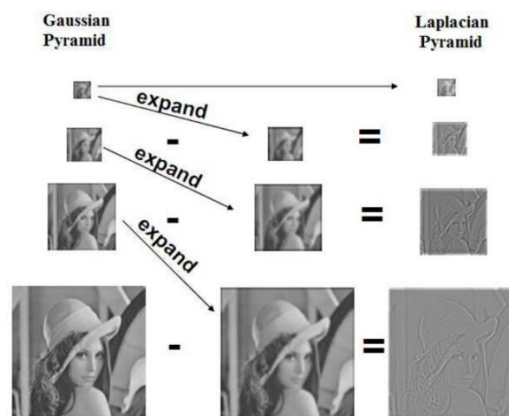 Gaussian
Pyramid
Laplacian
Pyramid
expand
- =
expand
- =
expand
- =